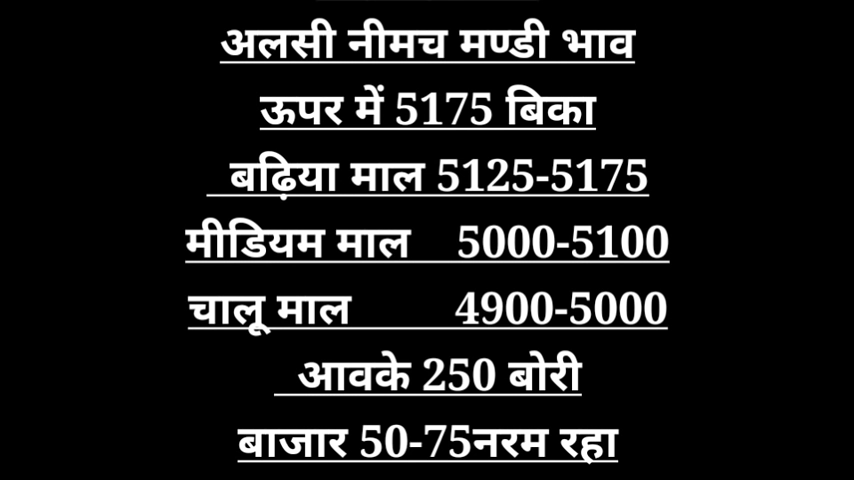 अलसी नीमच मण्डी भाव
ऊपर में 5175 बिका
बढ़िया माल 5125-5175
मीडियम माल 5000-5100
चालू माल 4900-5000
आवके 250 बोरी
बाजार 50-75नरम रहा